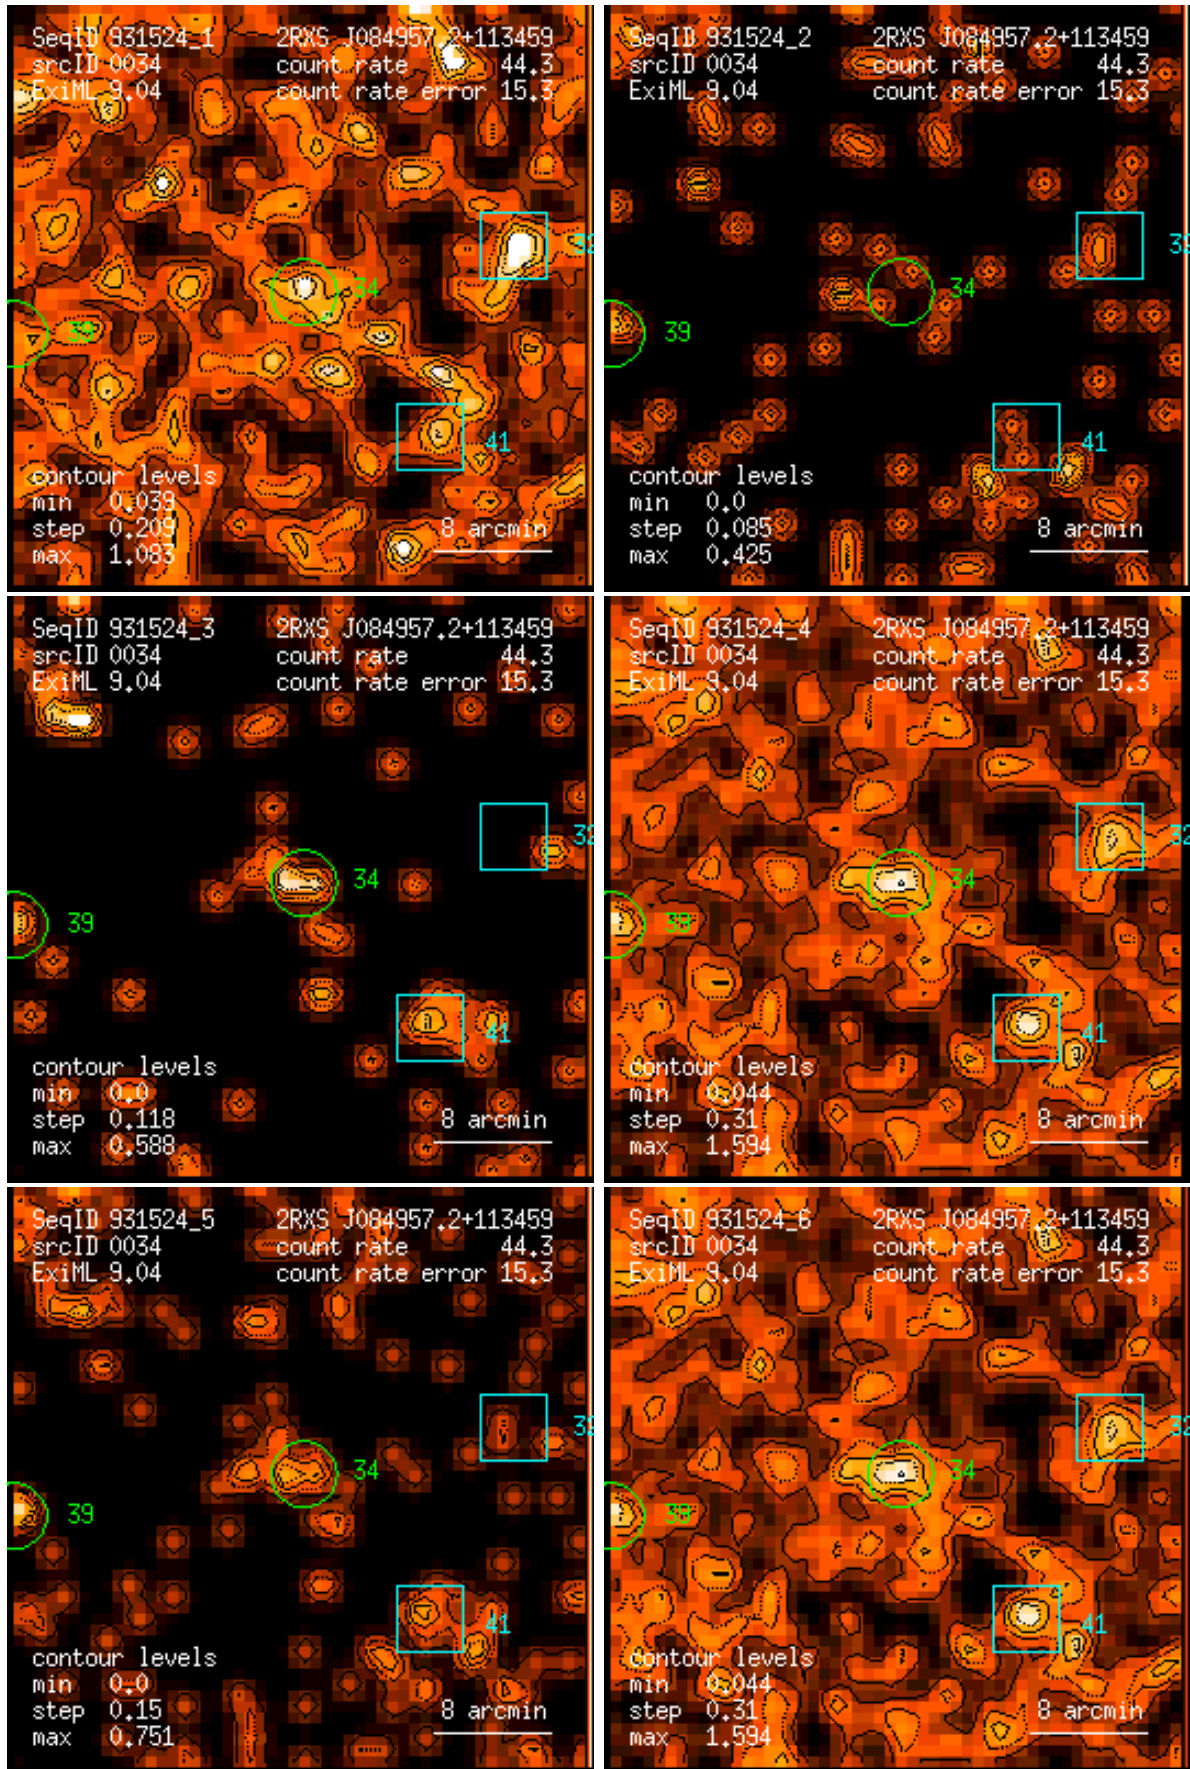 SeqID 931524_1 2RXS J084957.2+113459
srcID 0034 count rate 44.3
ExiML 9.04 count rate error 15.3
32
34
39
41
contour levels
min 0.039
step 0.209 8 arcmin
max 1.083
SeqID 931524_2 2RXS J084957.2+113459
srcID 0034 count rate 44.3
ExiML 9.04 count rate error 15.3
34
39
41
contour levels
min 0.0
step 0.085 8 arcmin
max 0.425
SeqID 931524_3 2RXS J084957.2+113459
srcID 0034 count rate 44.3
ExiML 9.04 count rate error 15.3
32
34
39
41
contour levels
min 0.0
step 0.118 8 arcmin
max 0.588
SeqID 931524_4 2RXS J084957.2+113459
srcID 0034 count rate 44.3
ExiML 9.04 count rate error 15.3
32
34
39
41
contour levels
min 0.044
step 0.31 8 arcmin
max 1.594
SeqID 931524_5 2RXS J084957.2+113459
srcID 0034 count rate 44.3
ExiML 9.04 count rate error 15.3
32
34
39
41
contour levels
min 0.0
step 0.15 8 arcmin
max 0.751
SeqID 931524_6 2RXS J084957.2+113459
srcID 0034 count rate 44.3
ExiML 9.04 count rate error 15.3
32
34
39
41
contour levels
min 0.044
step 0.31 8 arcmin
max 1.594